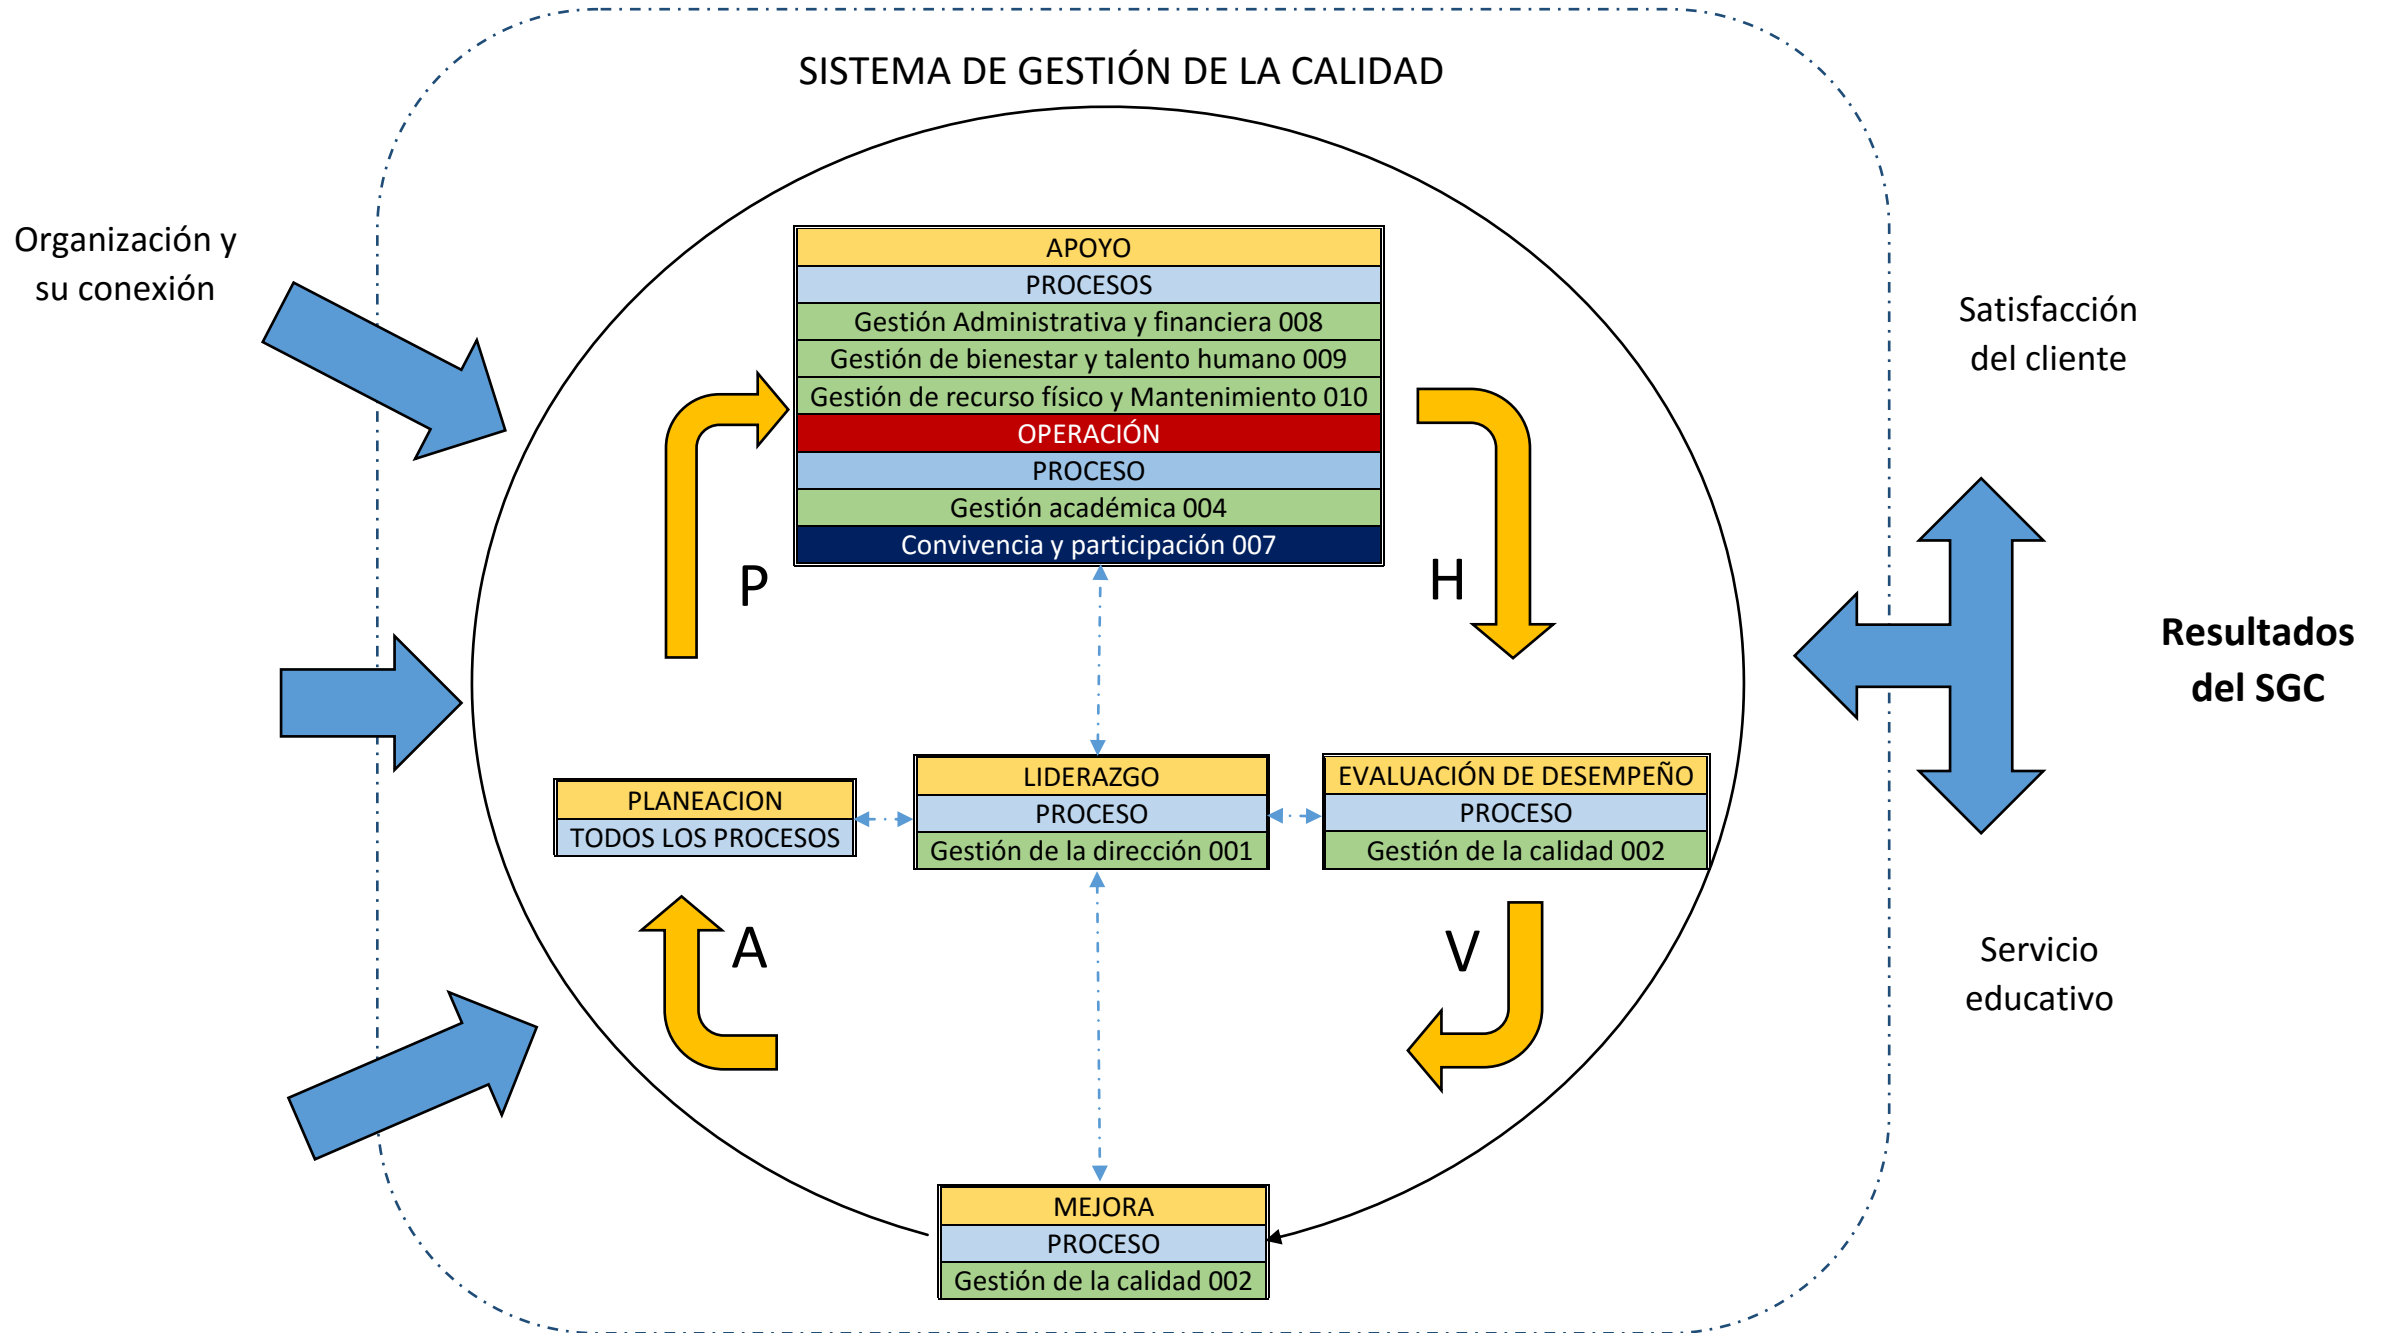 SISTEMA DE GESTIÓN DE LA CALIDAD
Organización y
su conexión
APOYO
PROCESOS
Gestión Administrativa y financiera 008
Gestión de bienestar y talento humano 009
Gestión de recurso físico y Mantenimiento 010
OPERACIÓN
PROCESO
Gestión académica 004
Convivencia y participación 007
P
H
Satisfacción
del cliente
Resultados
del SGC
PLANEACION
TODOS LOS PROCESOS
LIDERAZGO
PROCESO
Gestión de la dirección 001
EVALUACIÓN DE DESEMPEÑO
PROCESO
Gestión de la calidad 002
A
V
Servicio
educativo
MEJORA
PROCESO
Gestión de la calidad 002